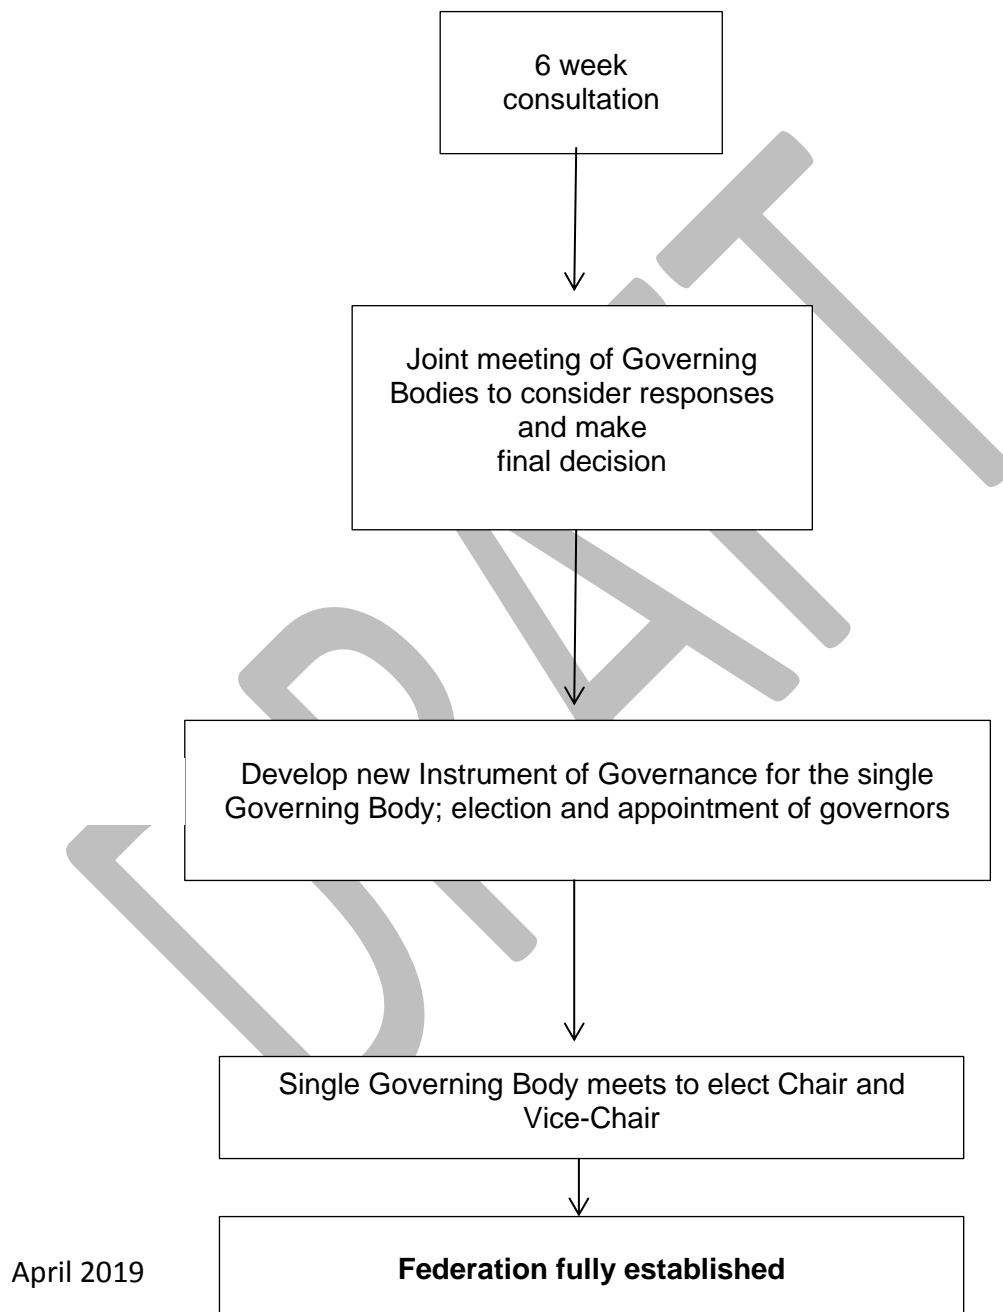 6 week
consultation
Joint meeting of Governing
Bodies to consider responses
and make
final decision
Develop new Instrument of Governance for the single
Governing Body; election and appointment of governors
Single Governing Body meets to elect Chair and
Vice-Chair
April 2019
Federation fully established
DRAFT